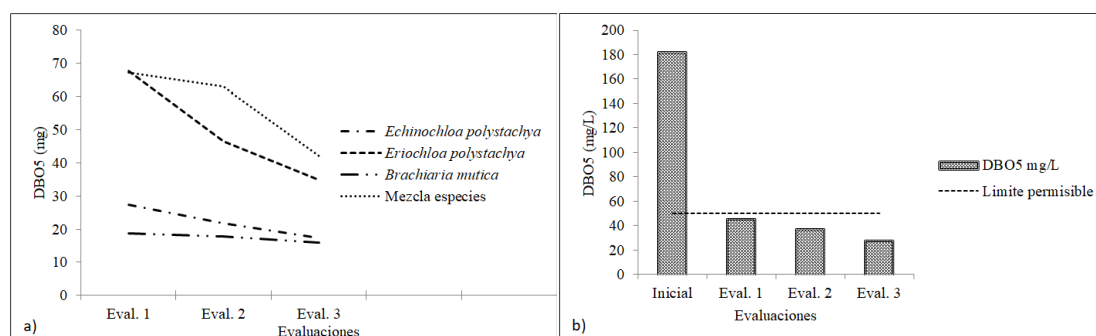 80
70
60
50
40
30
20
10
0
DBO5 (mg)
Eval. 1 Eval. 2 Eval. 3
Evaluaciones
Echinochloa polystachya
Eriochloa polystachya
Brachiaria mutica
Mezcla especies
a)
200
180
160
140
120
100
80
60
40
20
0
DBO5 (mg/L)
Inicial Eval. 1 Eval. 2 Eval. 3
Evaluaciones
DBO5 mg/L
Limite permisible
b)